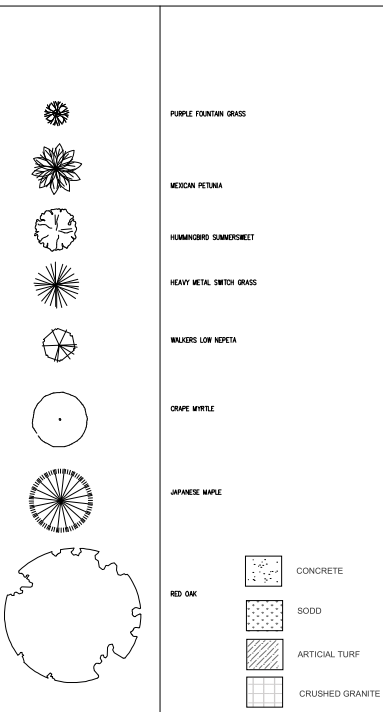 PURPLE FOUNTAIN GRASS
MEXICAN PETUNIA
HUMMINGBIRD SUMMERSWEET
HEAVY METAL SWITCH GRASS
WALKERS LOW NEPETA
CRAPE MYRTLE
JAPANESE MAPLE
RED OAK
CONCRETE
SODD
ARTICIAL TURF
CRUSHED GRANITE